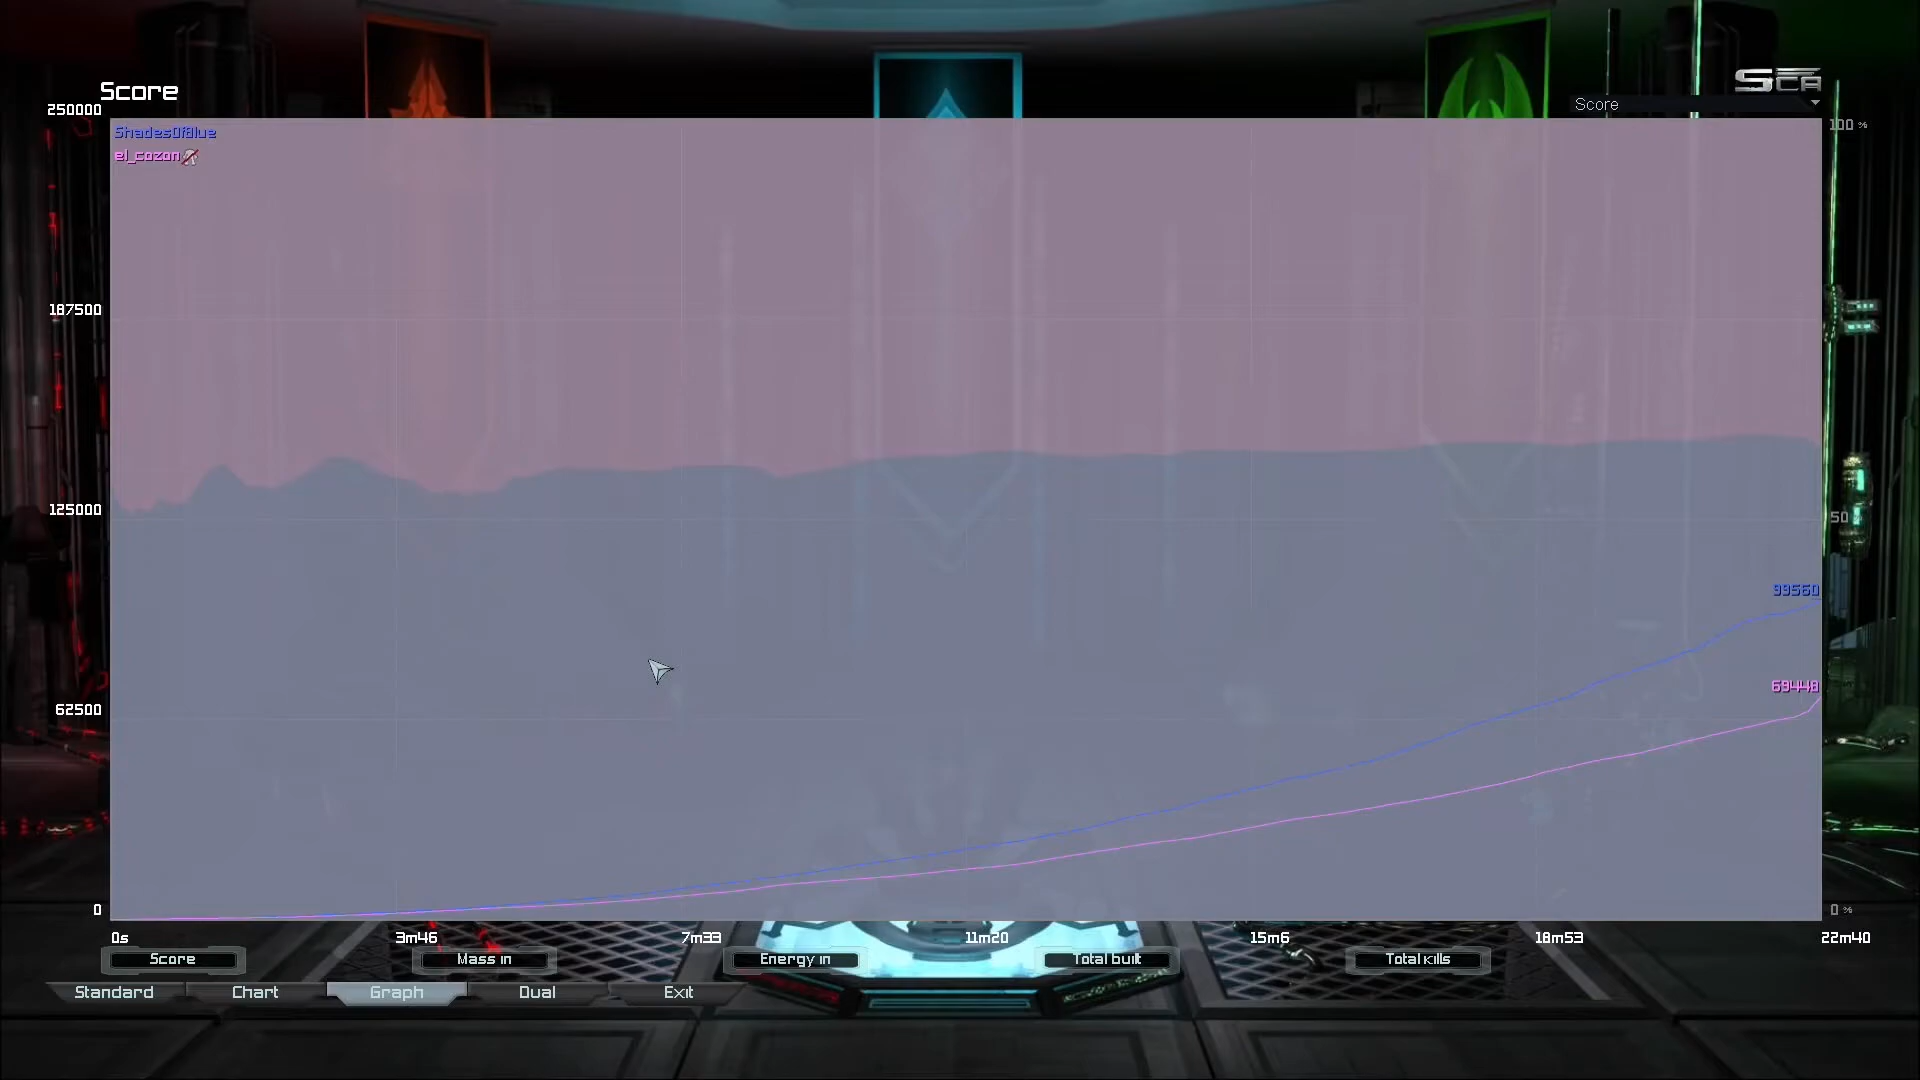 Score
SCA
250000
Score
100 %
ShadesOfBlue
el_cozon
187500
125000
50
99560
69448
62500
0
0 %
0s
3m46
7m33
11m20
15m6
18m53
22m40
Score
Mass in
Energy in
Total built
Total kills
Standard
Chart
Graph
Dual
Exit